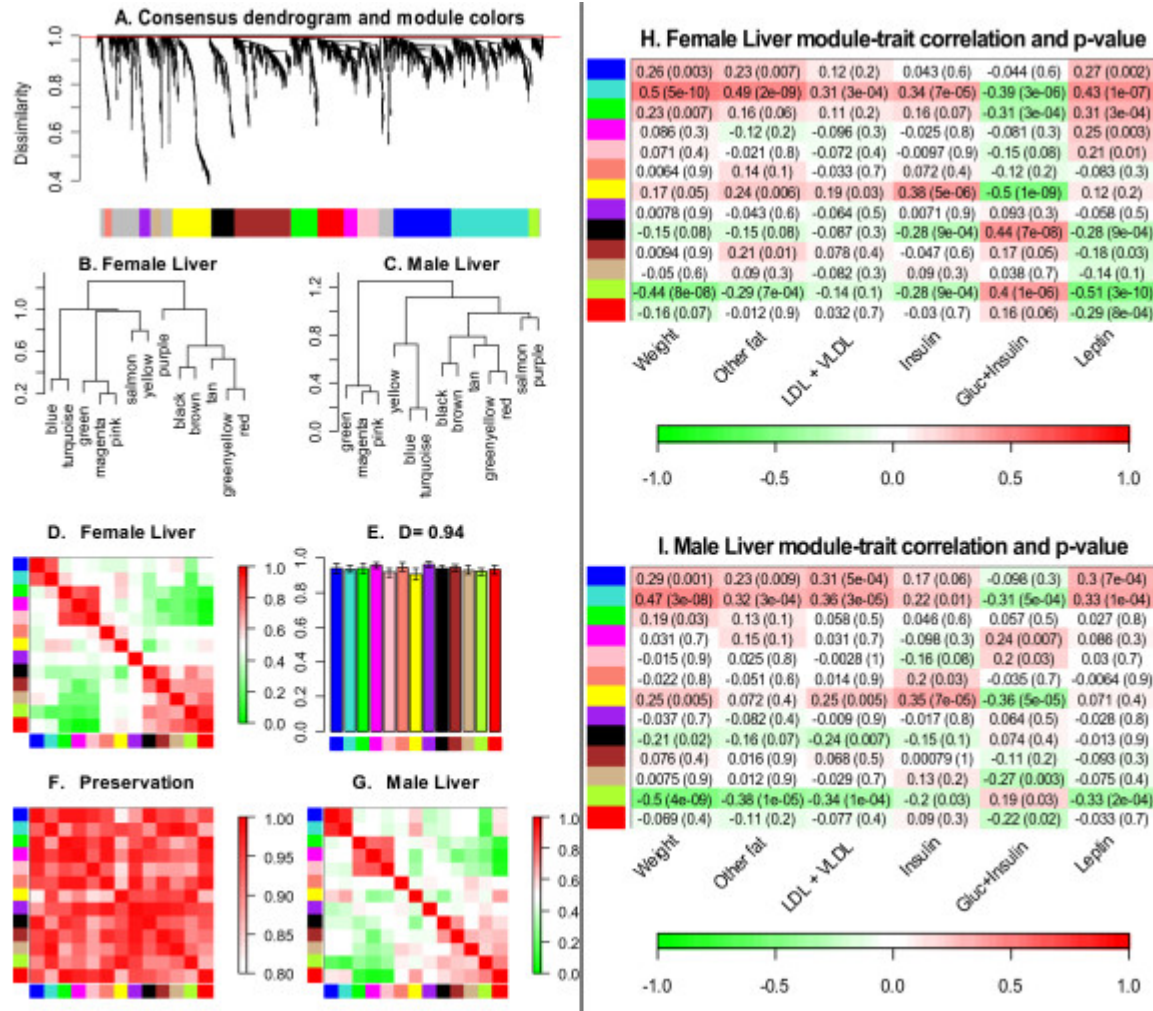 A. Consensus dendrogram and module colors
Dissimilarity
1.0
0.8
0.6
0.4
B. Female Liver
1.0
0.6
0.2
blue
turquoise
green
magenta
pink
salmon
yellow
purple
black
brown
tan
greenyellow
red
C. Male Liver
1.2
0.8
0.4
0.0
green
magenta
pink
yellow
blue
turquoise
black
brown
tan
greenyellow
red
salmon
purple
D. Female Liver
1.0
0.8
0.6
0.4
0.2
0.0
E. D= 0.94
1.0
0.8
0.6
0.4
0.2
0.0
F. Preservation
1.00
0.95
0.90
0.85
0.80
G. Male Liver
1.0
0.8
0.6
0.4
0.2
0.0
H. Female Liver module-trait correlation and p-value
0.26 (0.003) 0.23 (0.007) 0.12 (0.2) 0.043 (0.6) -0.044 (0.6) 0.27 (0.002)
0.5 (5e-10) 0.49 (2e-09) 0.31 (3e-04) 0.34 (7e-05) -0.39 (3e-06) 0.43 (1e-07)
0.23 (0.007) 0.16 (0.06) 0.11 (0.2) 0.16 (0.07) -0.31 (3e-04) 0.31 (3e-04)
0.086 (0.3) -0.12 (0.2) -0.096 (0.3) -0.025 (0.8) -0.081 (0.3) 0.25 (0.003)
0.071 (0.4) -0.021 (0.8) -0.072 (0.4) -0.0097 (0.9) -0.15 (0.08) 0.21 (0.01)
0.0064 (0.9) 0.14 (0.1) -0.033 (0.7) 0.072 (0.4) -0.12 (0.2) -0.083 (0.3)
0.17 (0.05) 0.24 (0.006) 0.19 (0.03) 0.38 (5e-06) -0.5 (1e-09) 0.12 (0.2)
0.0078 (0.9) -0.043 (0.6) -0.064 (0.5) 0.0071 (0.9) 0.093 (0.3) -0.058 (0.5)
-0.15 (0.08) -0.15 (0.08) -0.087 (0.3) -0.28 (9e-04) 0.44 (7e-08) -0.28 (9e-04)
0.0094 (0.9) 0.21 (0.01) 0.078 (0.4) -0.047 (0.6) 0.17 (0.05) -0.18 (0.03)
-0.05 (0.6) 0.09 (0.3) -0.082 (0.3) 0.09 (0.3) 0.038 (0.7) -0.14 (0.1)
-0.44 (8e-08) -0.29 (7e-04) -0.14 (0.1) -0.28 (9e-04) 0.4 (1e-06) -0.51 (3e-10)
-0.16 (0.07) -0.012 (0.9) 0.032 (0.7) -0.03 (0.7) 0.16 (0.06) -0.29 (8e-04)
Weight Other fat LDL + VLDL Insulin Gluc+Insulin Leptin
-1.0 -0.5 0.0 0.5 1.0
I. Male Liver module-trait correlation and p-value
0.29 (0.001) 0.23 (0.009) 0.31 (5e-04) 0.17 (0.06) -0.098 (0.3) 0.3 (7e-04)
0.47 (3e-08) 0.32 (3e-04) 0.36 (3e-05) 0.22 (0.01) -0.31 (5e-04) 0.33 (1e-04)
0.19 (0.03) 0.13 (0.1) 0.058 (0.5) 0.046 (0.6) 0.057 (0.5) 0.027 (0.8)
0.031 (0.7) 0.15 (0.1) 0.031 (0.7) -0.098 (0.3) 0.24 (0.007) 0.086 (0.3)
-0.015 (0.9) 0.025 (0.8) -0.0028 (1) -0.16 (0.08) 0.2 (0.03) 0.03 (0.7)
-0.022 (0.8) -0.051 (0.6) 0.014 (0.9) 0.2 (0.03) -0.035 (0.7) -0.0064 (0.9)
0.25 (0.005) 0.072 (0.4) 0.25 (0.005) 0.35 (7e-05) -0.36 (5e-05) 0.071 (0.4)
-0.037 (0.7) -0.082 (0.4) -0.009 (0.9) -0.017 (0.8) 0.064 (0.5) -0.028 (0.8)
-0.21 (0.02) -0.16 (0.07) -0.24 (0.007) -0.15 (0.1) 0.074 (0.4) -0.013 (0.9)
0.076 (0.4) 0.016 (0.9) 0.068 (0.5) 0.00079 (1) -0.11 (0.2) -0.093 (0.3)
0.0075 (0.9) 0.012 (0.9) -0.029 (0.7) 0.13 (0.2) -0.27 (0.003) -0.075 (0.4)
-0.5 (4e-09) -0.38 (1e-05) -0.34 (1e-04) -0.2 (0.03) 0.19 (0.03) -0.33 (2e-04)
-0.069 (0.4) -0.11 (0.2) -0.077 (0.4) 0.09 (0.3) -0.22 (0.02) -0.033 (0.7)
Weight Other fat LDL + VLDL Insulin Gluc+Insulin Leptin
-1.0 -0.5 0.0 0.5 1.0